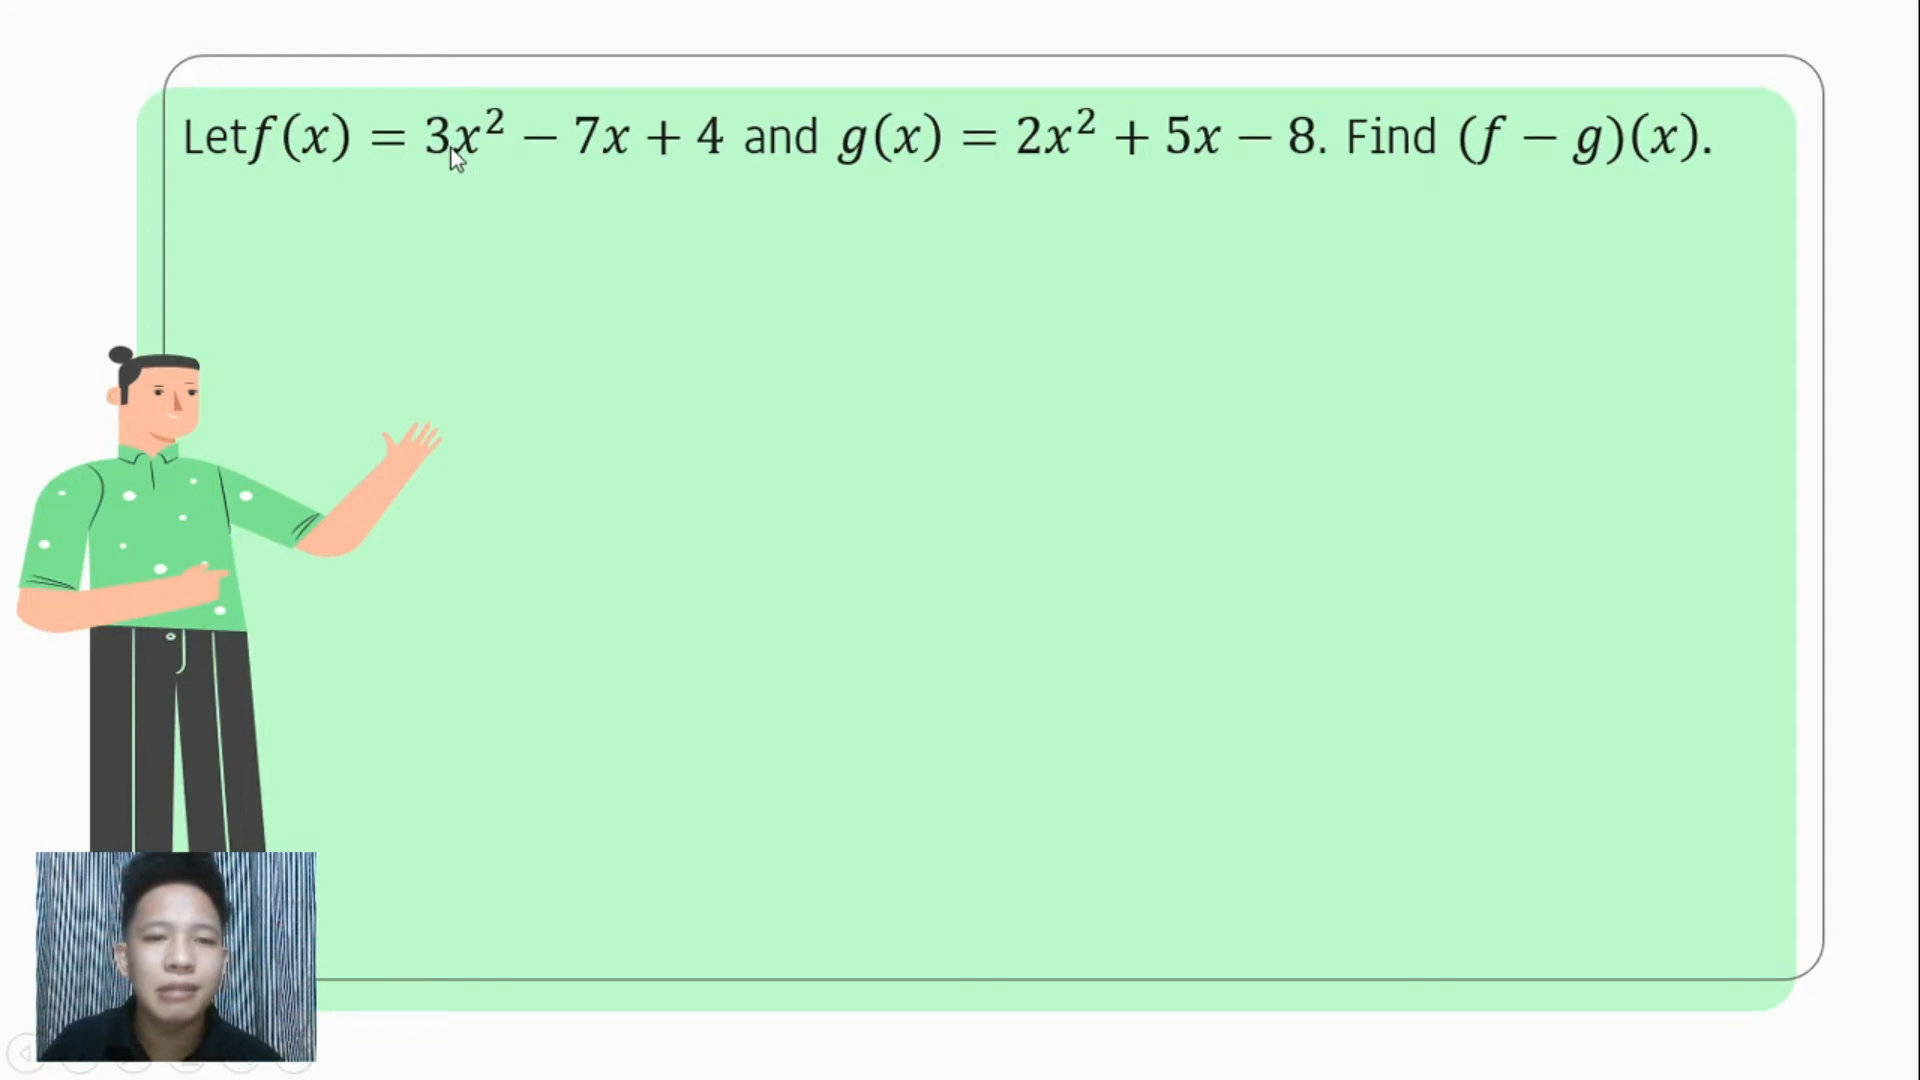 Let f(x) = 3x² − 7x + 4 and g(x) = 2x² + 5x − 8. Find (f − g)(x).